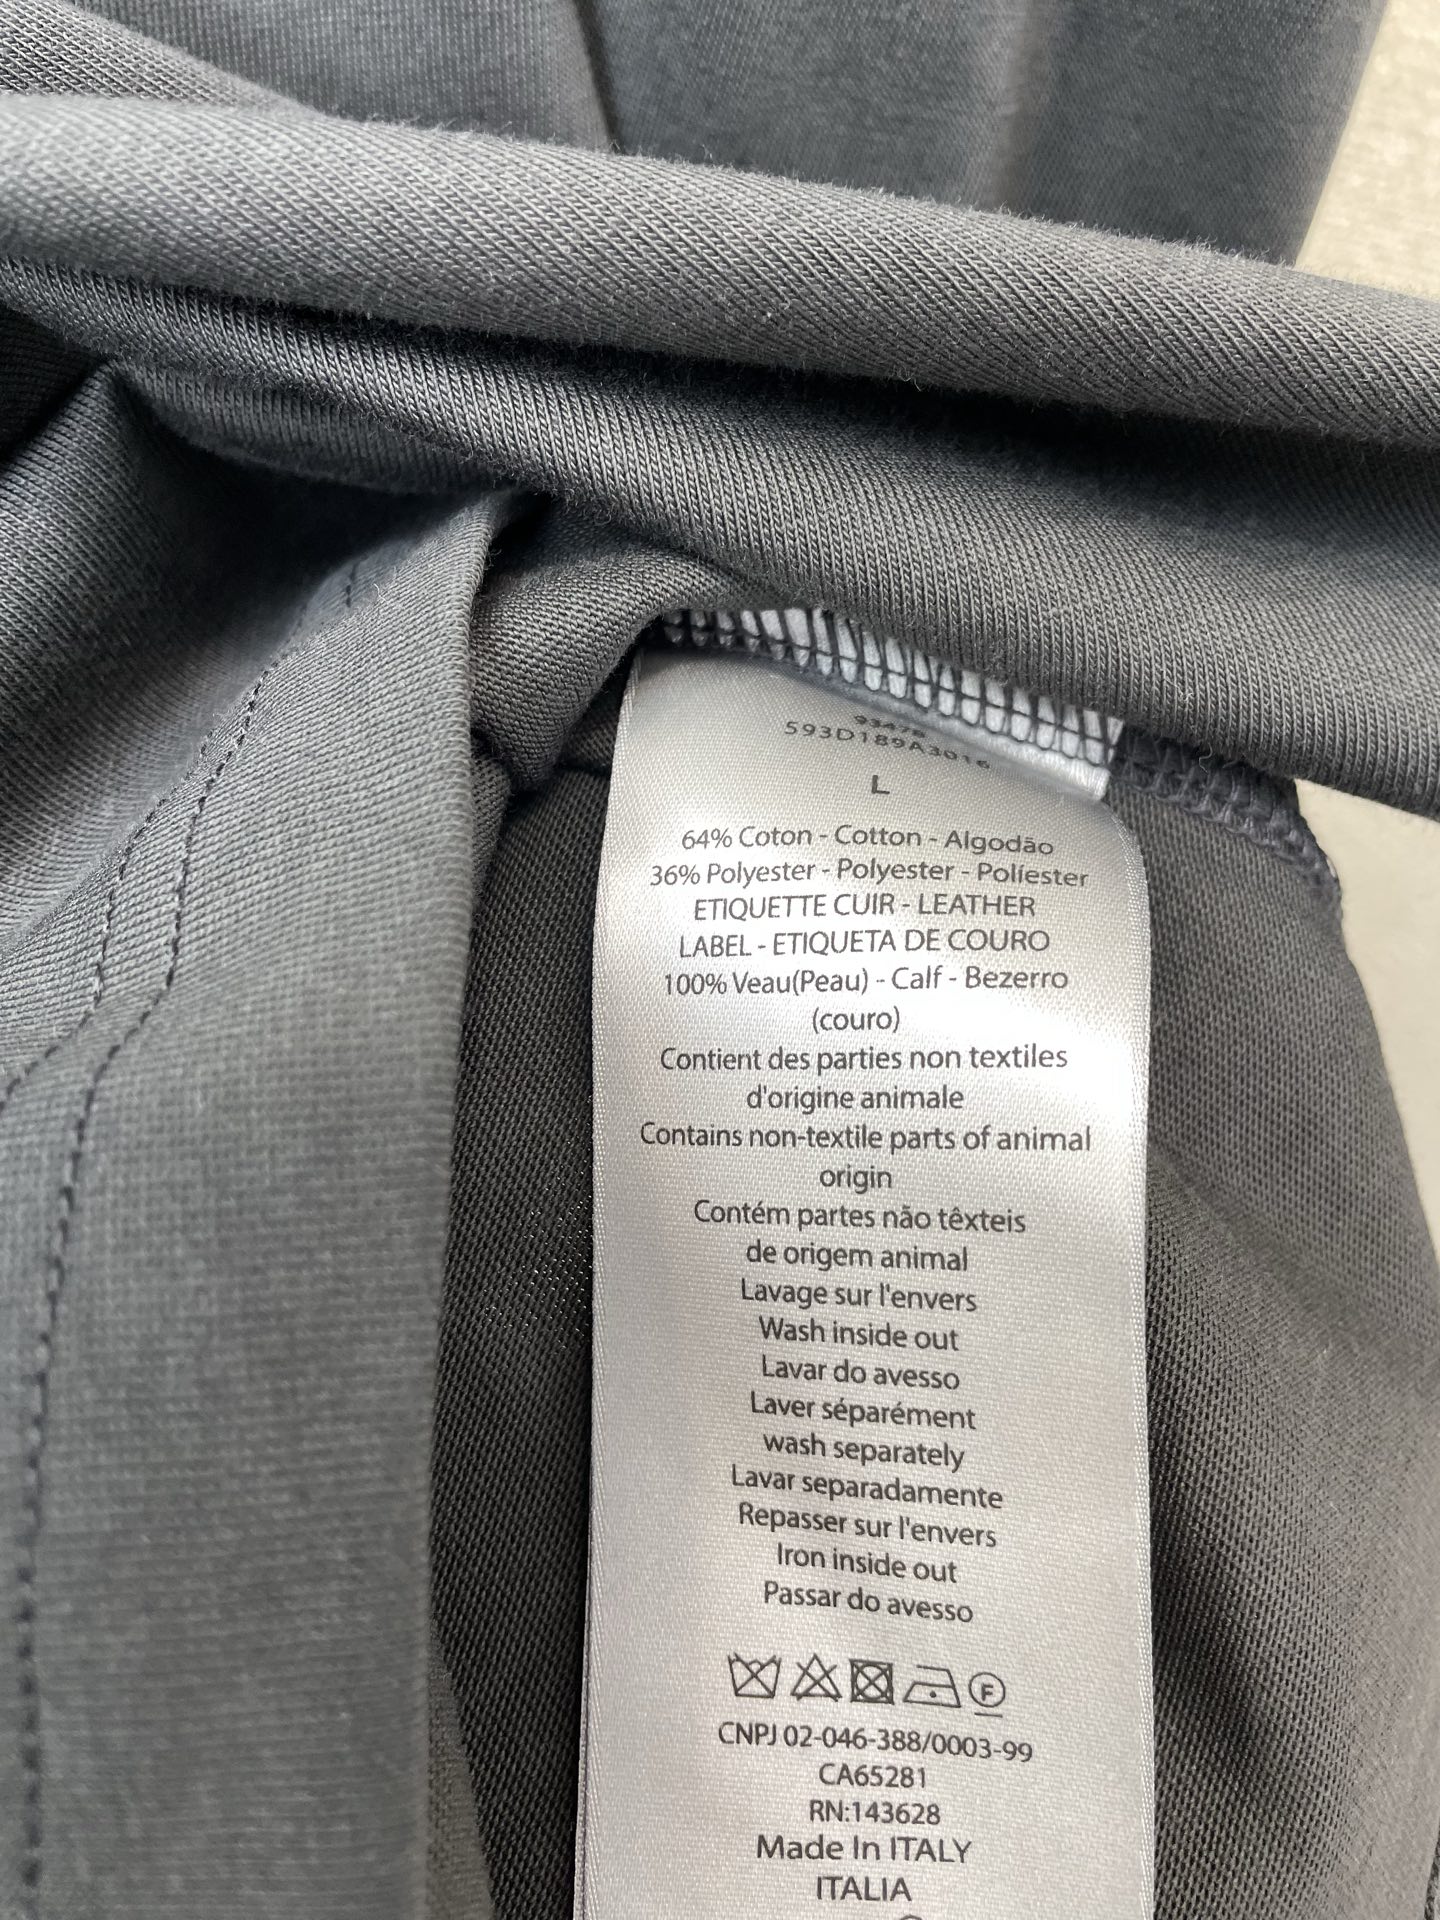 593D189A3016
L
64% Coton - Cotton - Algodão
36% Polyester - Polyester - Políester
ETIQUETTE CUIR - LEATHER
LABEL - ETIQUETA DE COURO
100% Veau(Peau) - Calf - Bezerro
(couro)
Contient des parties non textiles
d'origine animale
Contains non-textile parts of animal
origin
Contém partes não têxteis
de origem animal
Lavage sur l'envers
Wash inside out
Lavar do avesso
Laver séparément
wash separately
Lavar separadamente
Repasser sur l'envers
Iron inside out
Passar do avesso
F
CNPJ 02-046-388/0003-99
CA65281
RN:143628
Made In ITALY
ITALIA